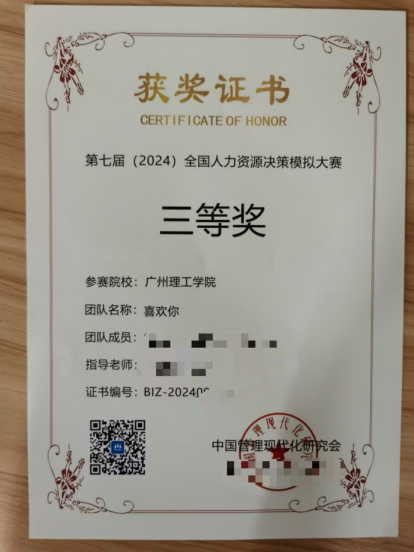 获奖证书
CERTIFICATE OF HONOR
第七届（2024）全国人力资源决策模拟大赛
三等奖
参赛院校：广州理工学院
团队名称：喜欢你
团队成员：
指导老师：
证书编号：BIZ-202409
中国管理现代化研究会